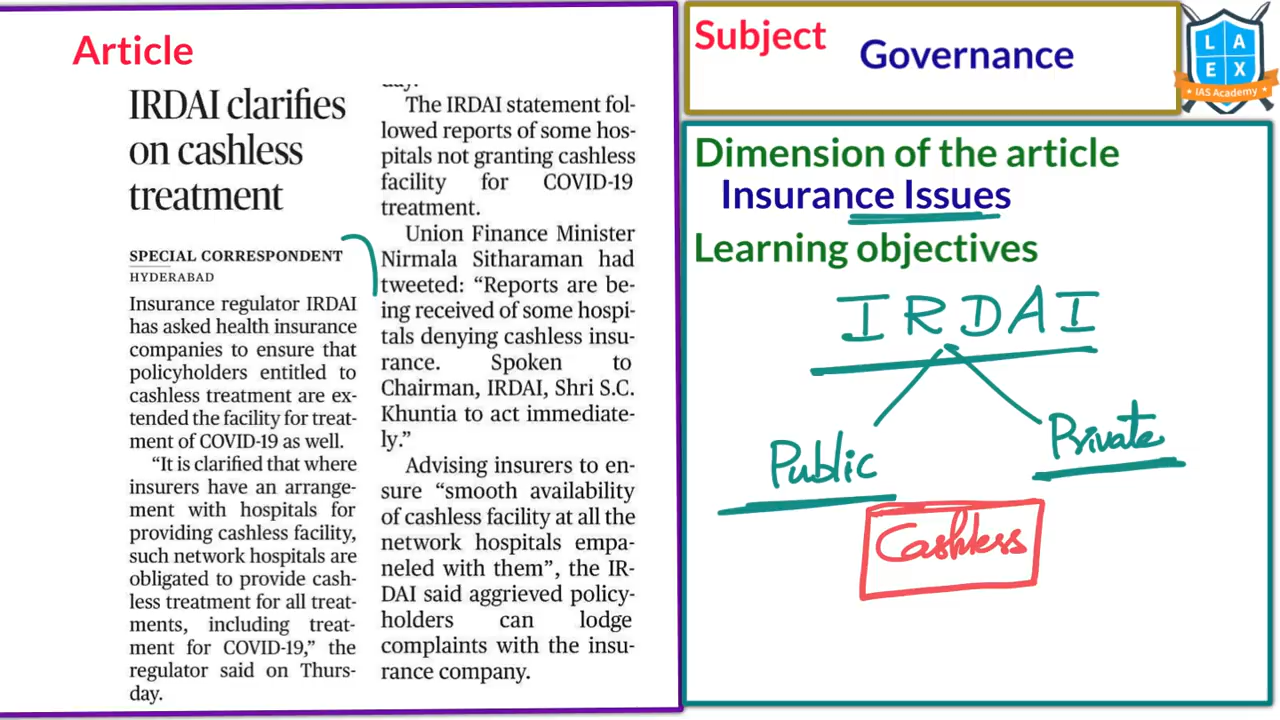 Article
IRDAI clarifies
on cashless
treatment
SPECIAL CORRESPONDENT
HYDERABAD
Insurance regulator IRDAI
has asked health insurance
companies to ensure that
policyholders entitled to
cashless treatment are ex-
tended the facility for treat-
ment of COVID-19 as well.
“It is clarified that where
insurers have an arrange-
ment with hospitals for
providing cashless facility,
such network hospitals are
obligated to provide cash-
less treatment for all treat-
ments, including treat-
ment for COVID-19,” the
regulator said on Thurs-
day.
day.
The IRDAI statement fol-
lowed reports of some hos-
pitals not granting cashless
facility for COVID-19
treatment.
Union Finance Minister
Nirmala Sitharaman had
tweeted: “Reports are be-
ing received of some hospi-
tals denying cashless insu-
rance. Spoken to
Chairman, IRDAI, Shri S.C.
Khuntia to act immediate-
ly.”
Advising insurers to en-
sure “smooth availability
of cashless facility at all the
network hospitals empa-
neled with them”, the IR-
DAI said aggrieved policy-
holders can lodge
complaints with the insu-
rance company.
Subject
Governance
L A
E X
IAS Academy
Dimension of the article
Insurance Issues
Learning objectives
IRDAI
Public
Private
Cashless